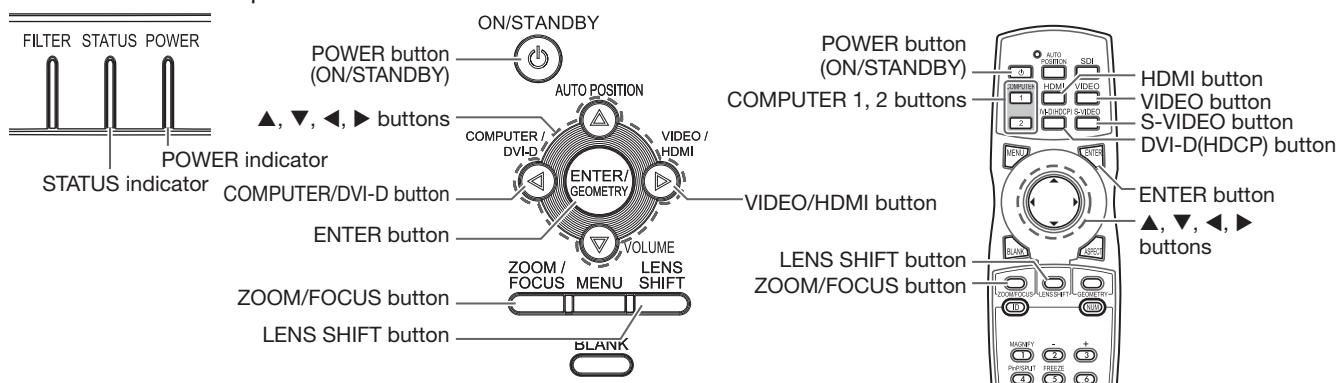 FILTER STATUS POWER
POWER indicator
STATUS indicator
ON/STANDBY
POWER button
(ON/STANDBY)
AUTO POSITION
▲, ▼, ◀, ▶ buttons
COMPUTER /
DVI-D
VIDEO /
HDMI
ENTER/
GEOMETRY
COMPUTER/DVI-D button
VIDEO/HDMI button
ENTER button
VOLUME
ZOOM /
FOCUS
MENU
LENS
SHIFT
ZOOM/FOCUS button
LENS SHIFT button
BLANK
POWER button
(ON/STANDBY)
COMPUTER 1, 2 buttons
AUTO
POSITION
SDI
COMPUTER
HDMI
VIDEO
1
2
DVI-D(HDCP)
S-VIDEO
HDMI button
VIDEO button
S-VIDEO button
DVI-D(HDCP) button
MENU
ENTER
ENTER button
▲, ▼, ◀, ▶
buttons
BLANK
ASPECT
LENS SHIFT button
ZOOM/FOCUS button
ZOOM/FOCUS
LENS SHIFT
GEOMETRY
ID
NUM
MAGNIFY - +
1 2 3
PinP/SPLIT FREEZE
4 5 6